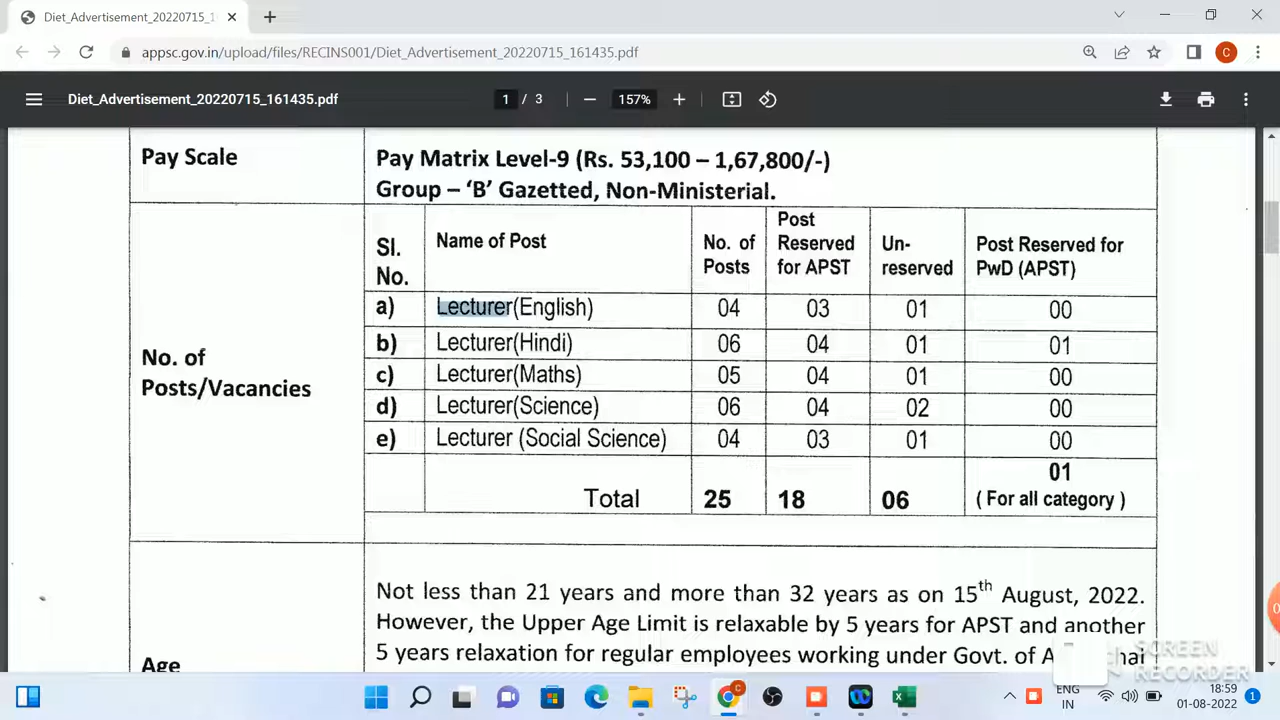 Diet_Advertisement_20220715_1
appsc.gov.in/upload/files/RECINS001/Diet_Advertisement_20220715_161435.pdf
C
Diet_Advertisement_20220715_161435.pdf
1 / 3
157%
Pay Scale
Pay Matrix Level-9 (Rs. 53,100 – 1,67,800/-)
Group – ‘B’ Gazetted, Non-Ministerial.
No. of
Posts/Vacancies
Sl. No. Name of Post No. of Posts Post Reserved for APST Un-reserved Post Reserved for PwD (APST)
a) Lecturer(English) 04 03 01 00
b) Lecturer(Hindi) 06 04 01 01
c) Lecturer(Maths) 05 04 01 00
d) Lecturer(Science) 06 04 02 00
e) Lecturer (Social Science) 04 03 01 00
Total 25 18 06 01
( For all category )
Age
Not less than 21 years and more than 32 years as on 15th August, 2022.
However, the Upper Age Limit is relaxable by 5 years for APST and another
5 years relaxation for regular employees working under Govt. of
SCREEN
RECORDER
C
ENG
IN
18:59
01-08-2022
1